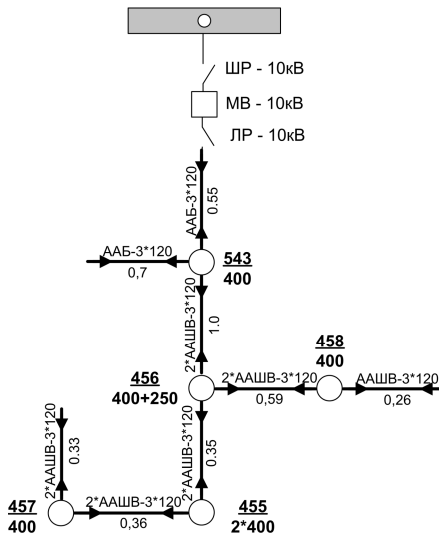 ШР - 10кВ
МВ - 10кВ
ЛР - 10кВ
ААБ-3*120
0.55
ААБ-3*120
0,7
543
400
2*ААШВ-3*120
1.0
456
400+250
2*ААШВ-3*120
0,59
458
400
ААШВ-3*120
0,26
2*ААШВ-3*120
0.35
2*ААШВ-3*120
0.33
457
400
2*ААШВ-3*120
0,36
455
2*400